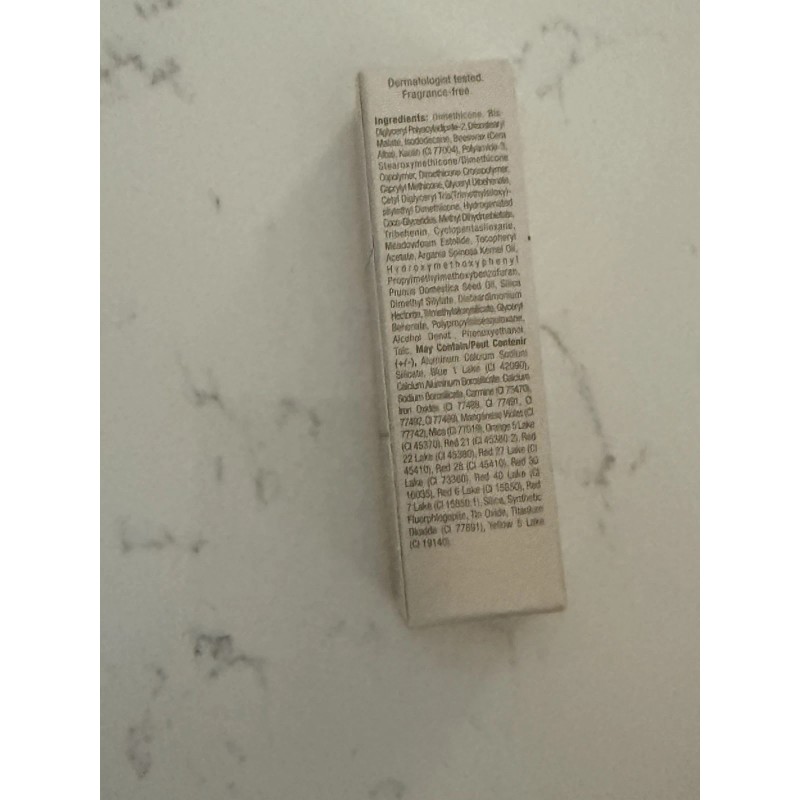 Dermatologist tested.
Fragrance-free.
Ingredients: Dimethicone, Bis-
Diglyceryl Polyacyladipate-2, Diisostearyl
Malate, Isododecane, Beeswax (Cera
Alba), Kaolin (CI 77004), Polyamide-3,
Stearoxymethicone/Dimethicone
Copolymer, Dimethicone Crosspolymer,
Caprylyl Methicone, Glyceryl Dibehenate,
Cetyl Diglyceryl Tris(Trimethylsiloxy)-
silylethyl Dimethicone, Hydrogenated
Coco-Glycerides, Methyl Dihydroabietate,
Tribehenin, Cyclopentasiloxane,
Meadowfoam Estolide, Tocopheryl
Acetate, Argania Spinosa Kernel Oil,
Hydroxymethoxyphenyl
Propylmethylmethoxybenzofuran,
Prunus Domestica Seed Oil, Silica
Dimethyl Silylate, Disteardimonium
Hectorite, Trimethylsiloxysilicate, Glyceryl
Behenate, Polypropylsilsesquioxane,
Alcohol Denat., Phenoxyethanol,
Talc. May Contain/Peut Contenir
(+/-), Aluminum Calcium Sodium
Silicate, Blue 1 Lake (CI 42090),
Calcium Aluminum Borosilicate, Calcium
Sodium Borosilicate, Carmine (CI 75470),
Iron Oxides (CI 77489, CI 77491, CI
77492, CI 77499), Manganese Violet (CI
77742), Mica (CI 77019), Orange 5 Lake
(CI 45370), Red 21 (CI 45380:2), Red
22 Lake (CI 45380), Red 27 Lake (CI
45410), Red 28 (CI 45410), Red 30
Lake (CI 73360), Red 40 Lake (CI
16035), Red 6 Lake (CI 15850), Red
7 Lake (CI 15850:1), Silica, Synthetic
Fluorphlogopite, Tin Oxide, Titanium
Dioxide (CI 77891), Yellow 5 Lake
(CI 19140).